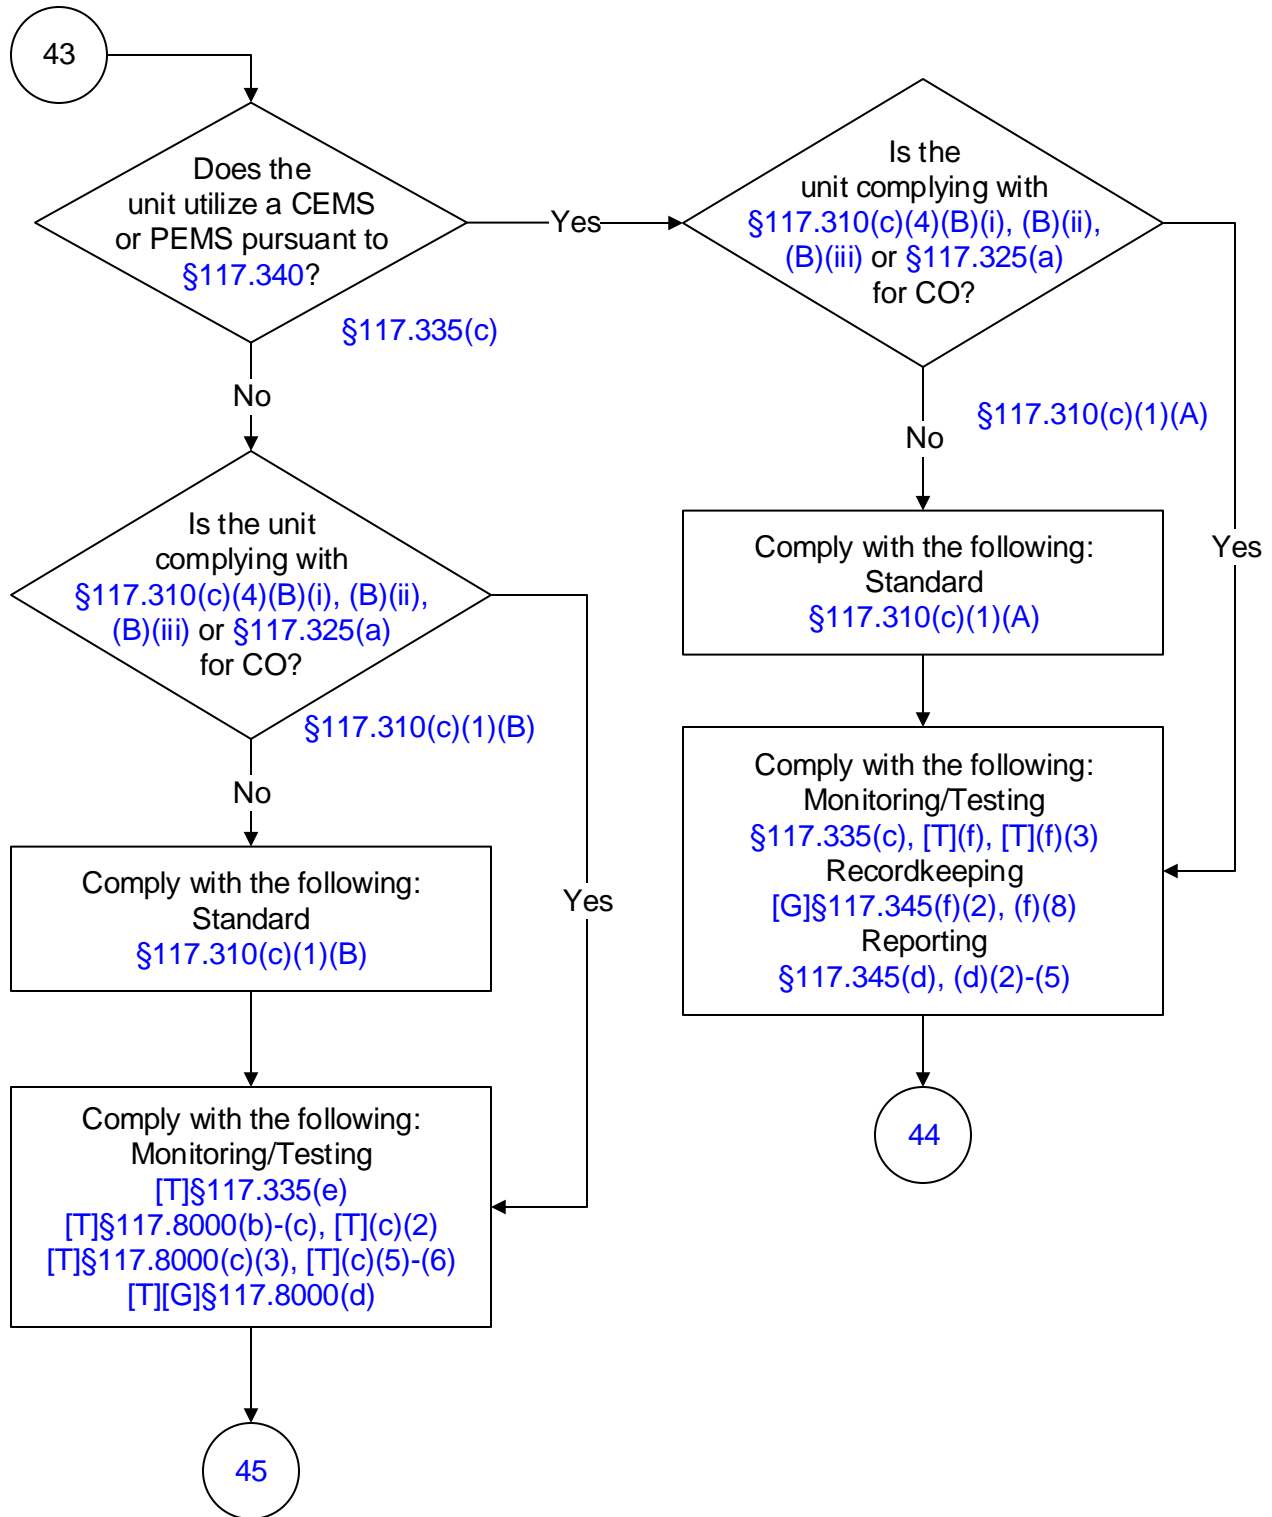 43
Does the
unit utilize a CEMS
or PEMS pursuant to
§117.340?
§117.335(c)
Yes
No
Is the
unit complying with
§117.310(c)(4)(B)(i), (B)(ii),
(B)(iii) or §117.325(a)
for CO?
§117.310(c)(1)(A)
No
Yes
Comply with the following:
Standard
§117.310(c)(1)(A)
Comply with the following:
Monitoring/Testing
§117.335(c), [T](f), [T](f)(3)
Recordkeeping
[G]§117.345(f)(2), (f)(8)
Reporting
§117.345(d), (d)(2)-(5)
44
Is the unit
complying with
§117.310(c)(4)(B)(i), (B)(ii),
(B)(iii) or §117.325(a)
for CO?
§117.310(c)(1)(B)
No
Yes
Comply with the following:
Standard
§117.310(c)(1)(B)
Comply with the following:
Monitoring/Testing
[T]§117.335(e)
[T]§117.8000(b)-(c), [T](c)(2)
[T]§117.8000(c)(3), [T](c)(5)-(6)
[T][G]§117.8000(d)
45